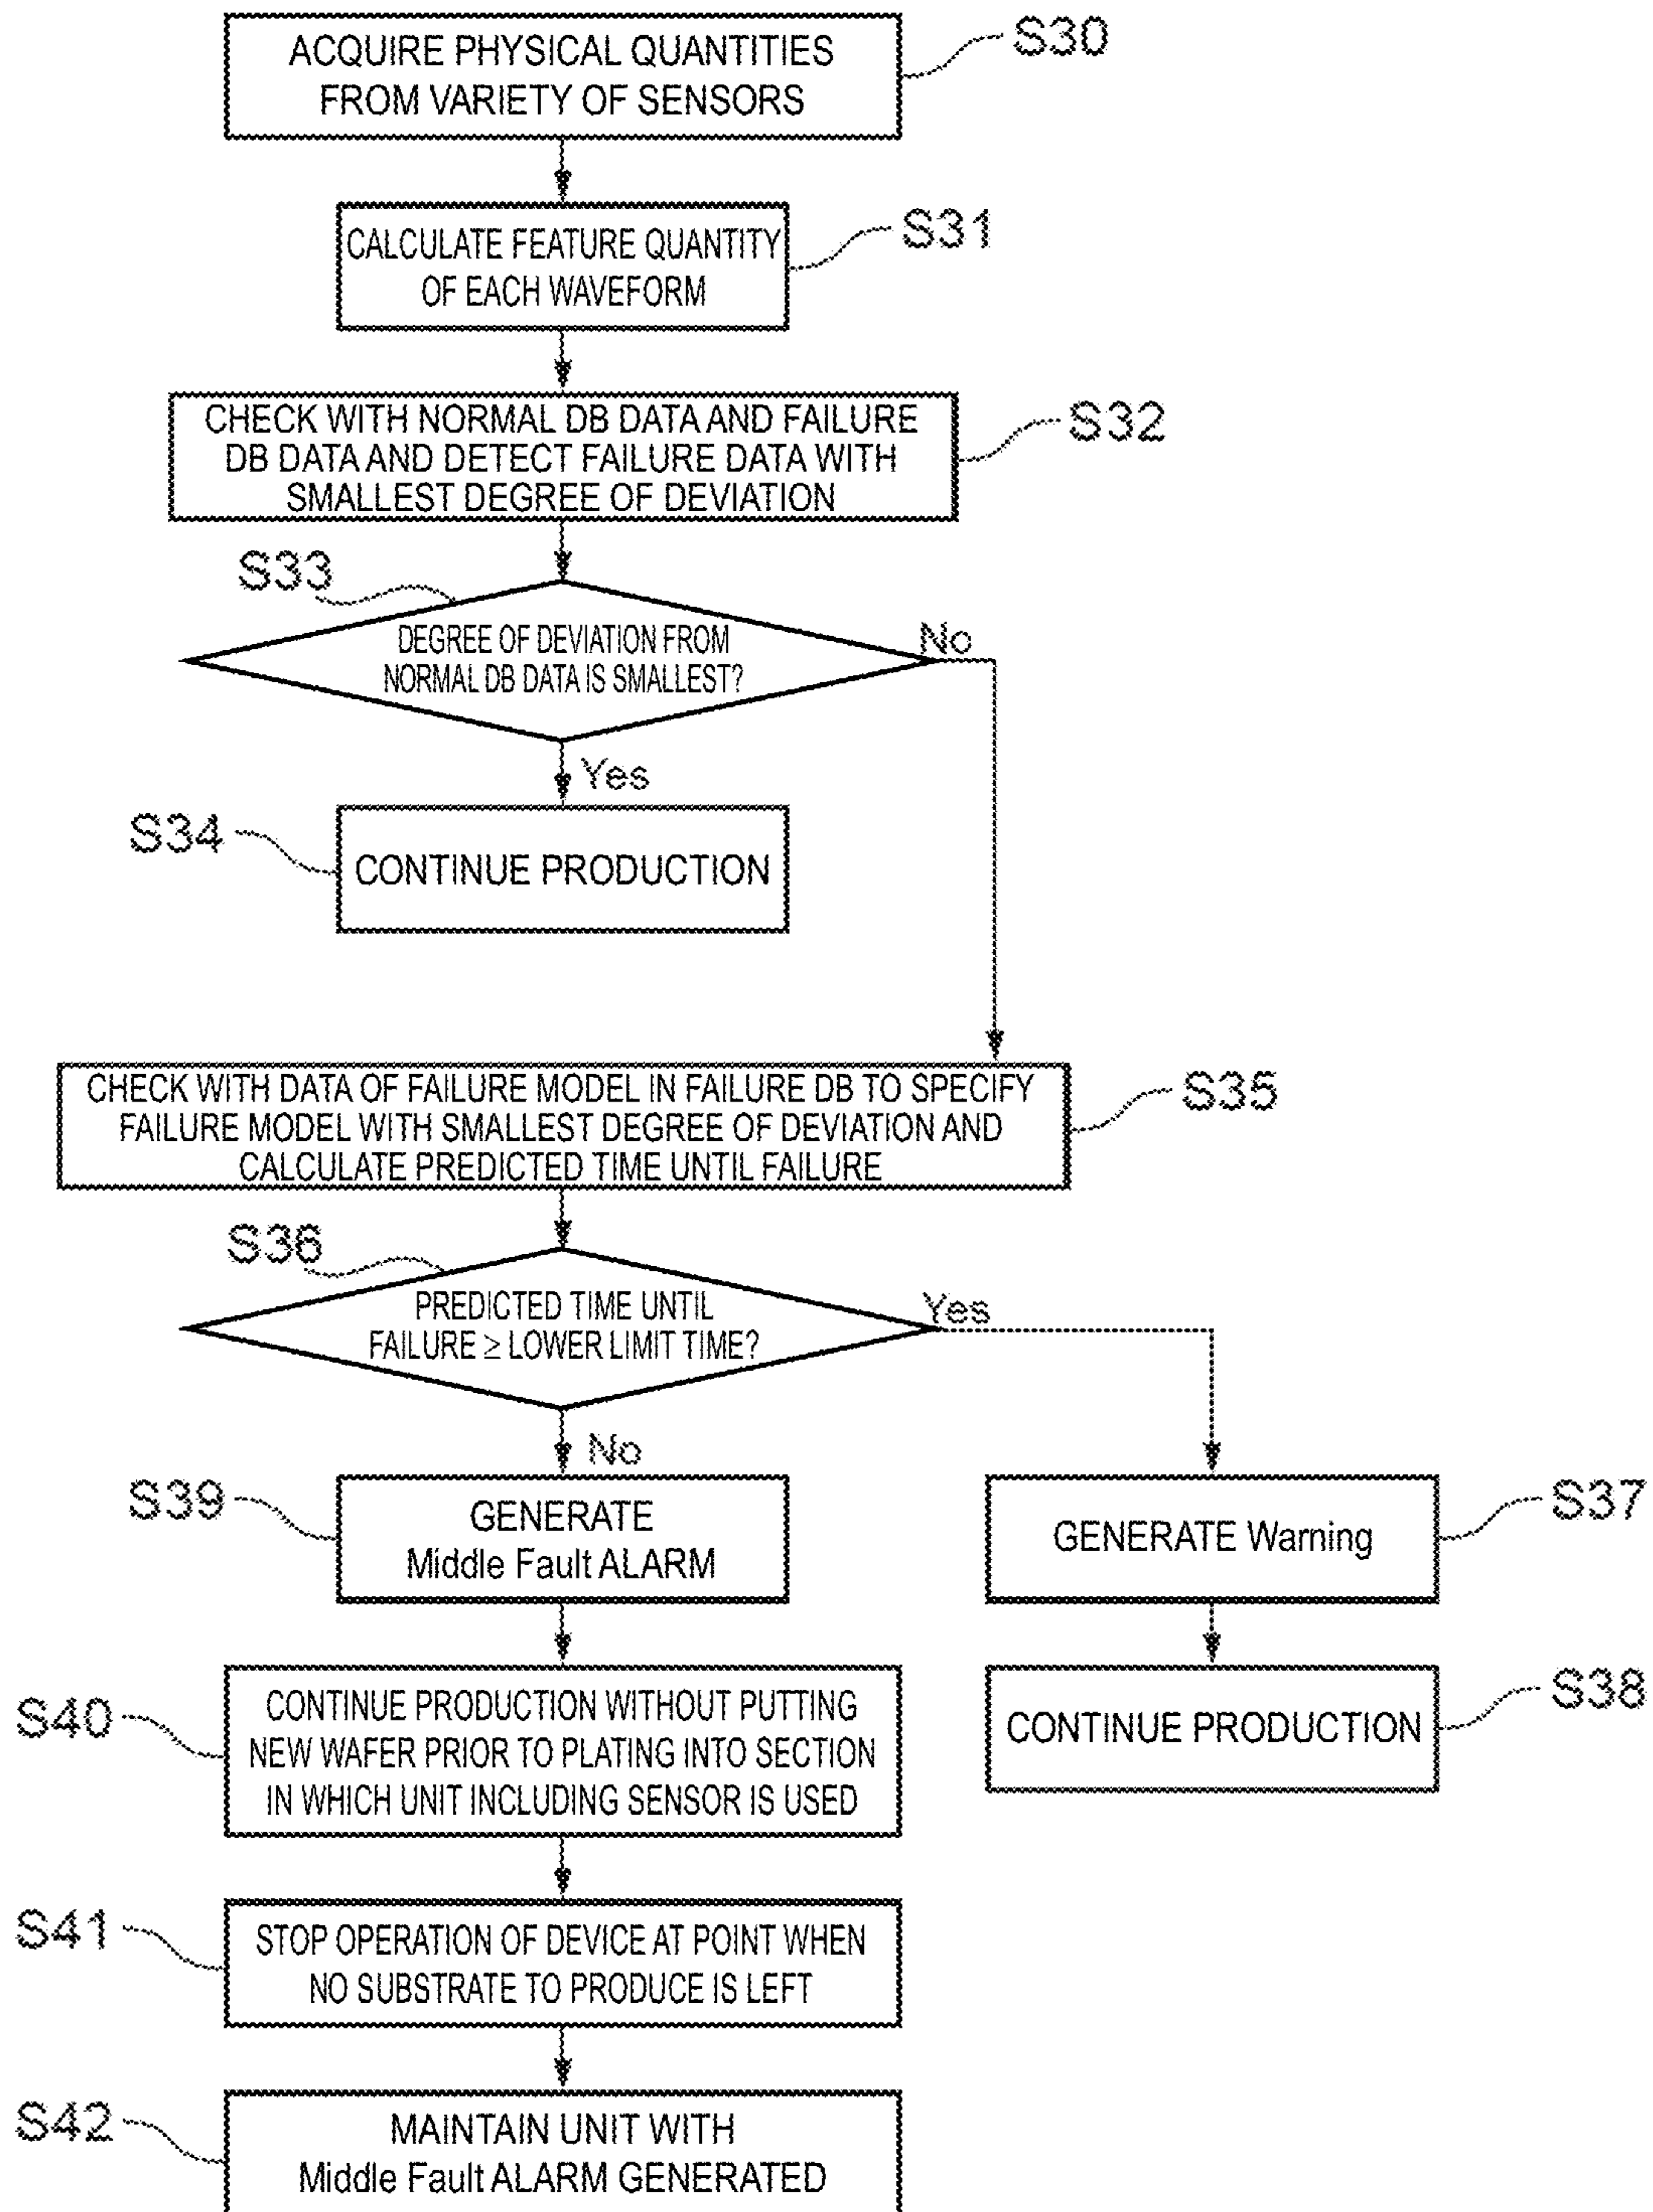 ACQUIRE PHYSICAL QUANTITIES
FROM VARIETY OF SENSORS
S30
CALCULATE FEATURE QUANTITY
OF EACH WAVEFORM
S31
CHECK WITH NORMAL DB DATA AND FAILURE
DB DATA AND DETECT FAILURE DATA WITH
SMALLEST DEGREE OF DEVIATION
S32
S33
DEGREE OF DEVIATION FROM
NORMAL DB DATA IS SMALLEST?
No
Yes
S34
CONTINUE PRODUCTION
CHECK WITH DATA OF FAILURE MODEL IN FAILURE DB TO SPECIFY
FAILURE MODEL WITH SMALLEST DEGREE OF DEVIATION AND
CALCULATE PREDICTED TIME UNTIL FAILURE
S35
S36
PREDICTED TIME UNTIL
FAILURE ≥ LOWER LIMIT TIME?
Yes
No
S39
GENERATE
Middle Fault ALARM
GENERATE Warning
S37
S40
CONTINUE PRODUCTION WITHOUT PUTTING
NEW WAFER PRIOR TO PLATING INTO SECTION
IN WHICH UNIT INCLUDING SENSOR IS USED
CONTINUE PRODUCTION
S38
S41
STOP OPERATION OF DEVICE AT POINT WHEN
NO SUBSTRATE TO PRODUCE IS LEFT
S42
MAINTAIN UNIT WITH
Middle Fault ALARM GENERATED